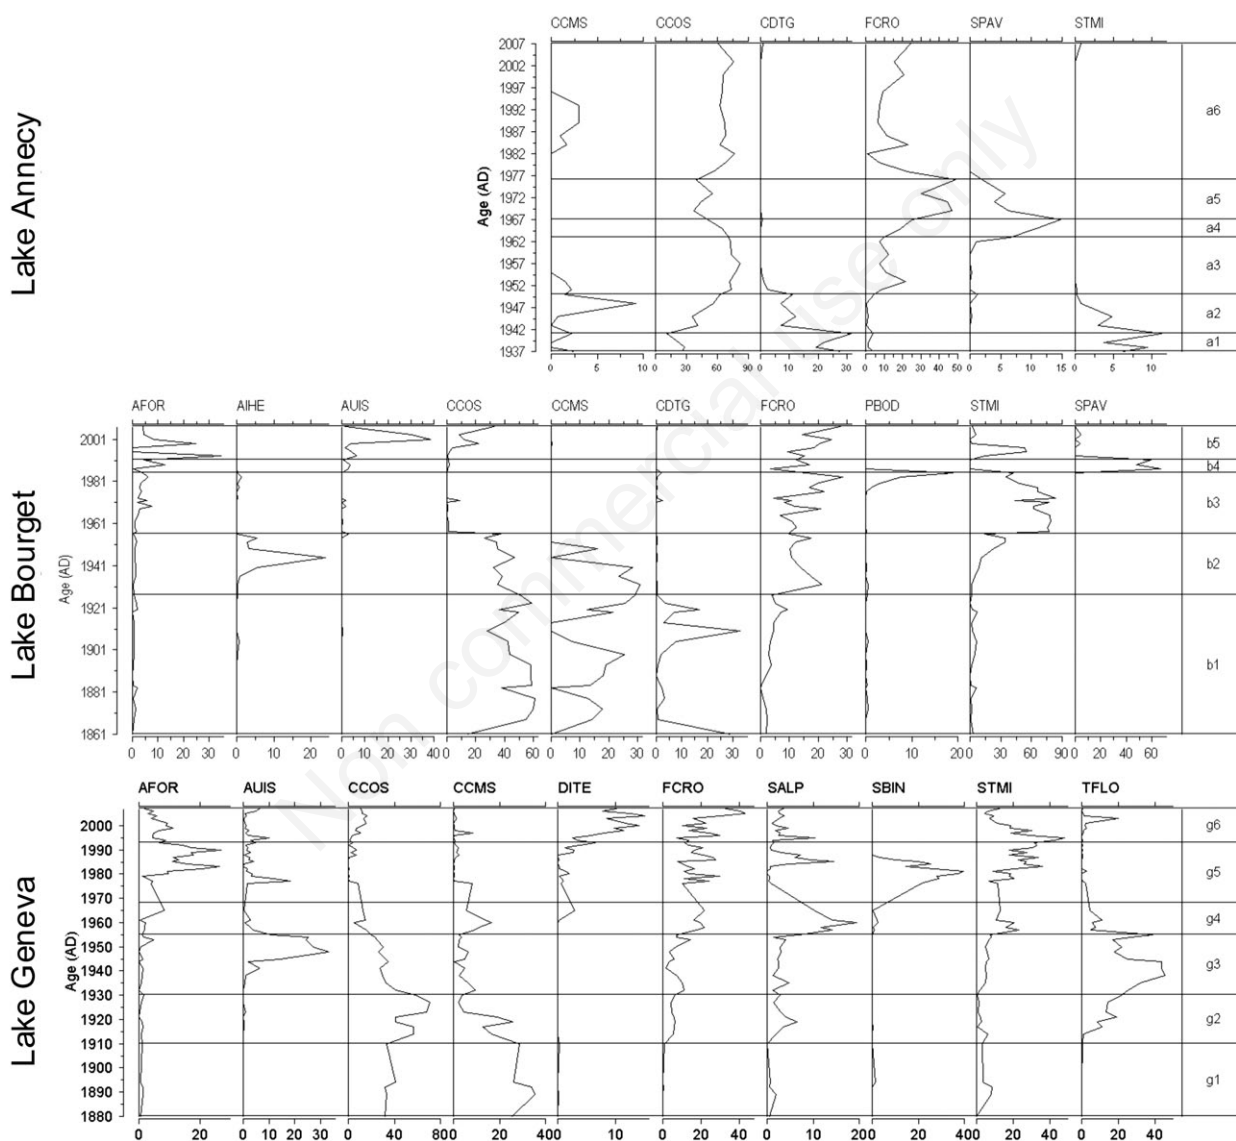 CCMS CCOS CDTG FCRO SPAV STMI
Lake Annecy
Age (AD)
2007
2002
1997
1992
1987
1982
1977
1972
1967
1962
1957
1952
1947
1942
1937
a6
a5
a4
a3
a2
a1
0 5 10 0 30 60 90 0 10 20 30 0 10 20 30 40 50 0 5 10 15 0 5 10
AFOR AIHE AUIS CCOS CCMS CDTG FCRO PBOD STMI SPAV
Lake Bourget
Age (AD)
2001
1981
1961
1941
1921
1901
1881
1861
b5
b4
b3
b2
b1
0 10 20 30 0 10 20 0 10 20 30 40 0 10 20 30 40 50 60 0 10 20 30 0 10 20 30 0 10 20 30 0 10 20 0 30 60 90 0 20 40 60
AFOR AUIS CCOS CCMS DITE FCRO SALP SBIN STMI TFLO
Lake Geneva
Age (AD)
2000
1990
1980
1970
1960
1950
1940
1930
1920
1910
1900
1890
1880
g6
g5
g4
g3
g2
g1
0 20 0 10 20 30 0 40 80 0 20 40 0 10 0 20 40 0 10 20 0 20 40 0 20 40 0 20 40
Non commercial use only